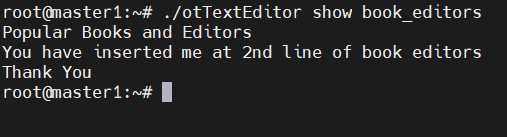 root@master1:~# ./otTextEditor show book_editors
Popular Books and Editors
You have inserted me at 2nd line of book editors
Thank You
root@master1:~#